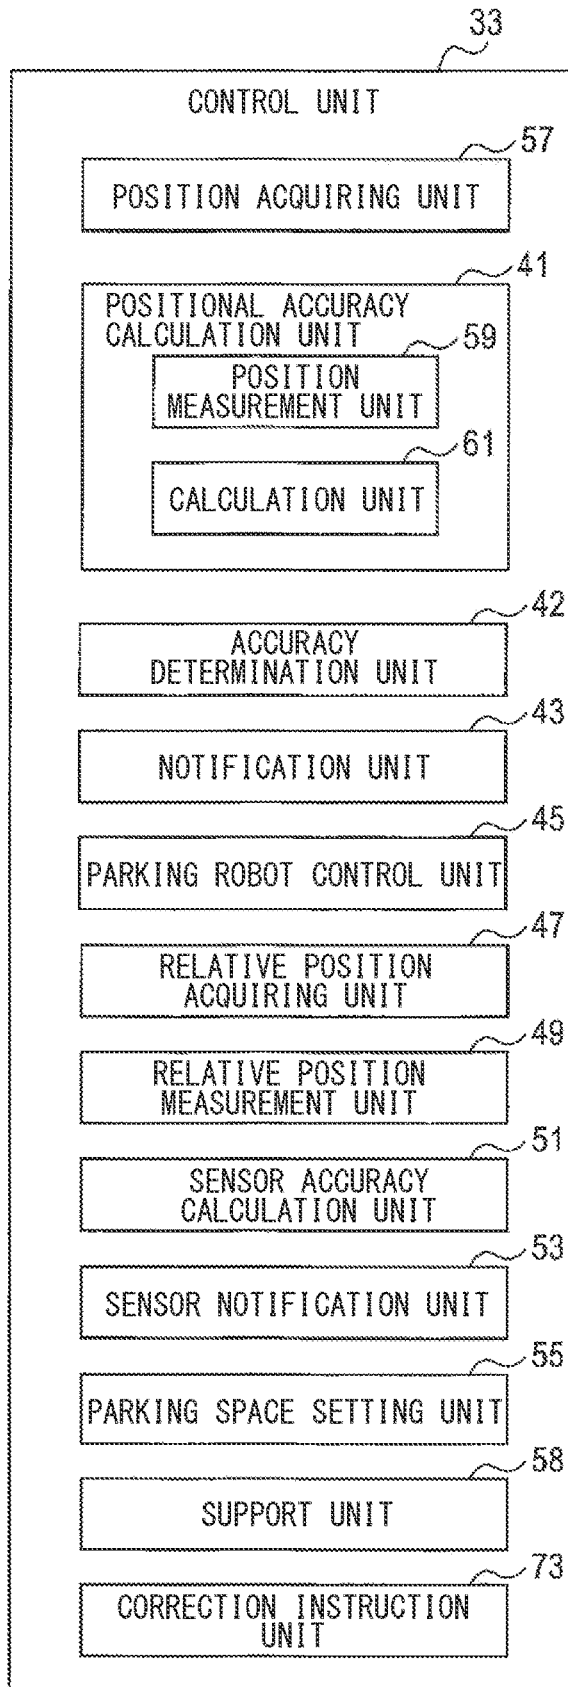 33
CONTROL UNIT
57
POSITION ACQUIRING UNIT
41
POSITIONAL ACCURACY
CALCULATION UNIT
59
POSITION
MEASUREMENT UNIT
61
CALCULATION UNIT
42
ACCURACY
DETERMINATION UNIT
43
NOTIFICATION UNIT
45
PARKING ROBOT CONTROL UNIT
47
RELATIVE POSITION
ACQUIRING UNIT
49
RELATIVE POSITION
MEASUREMENT UNIT
51
SENSOR ACCURACY
CALCULATION UNIT
53
SENSOR NOTIFICATION UNIT
55
PARKING SPACE SETTING UNIT
58
SUPPORT UNIT
73
CORRECTION INSTRUCTION
UNIT